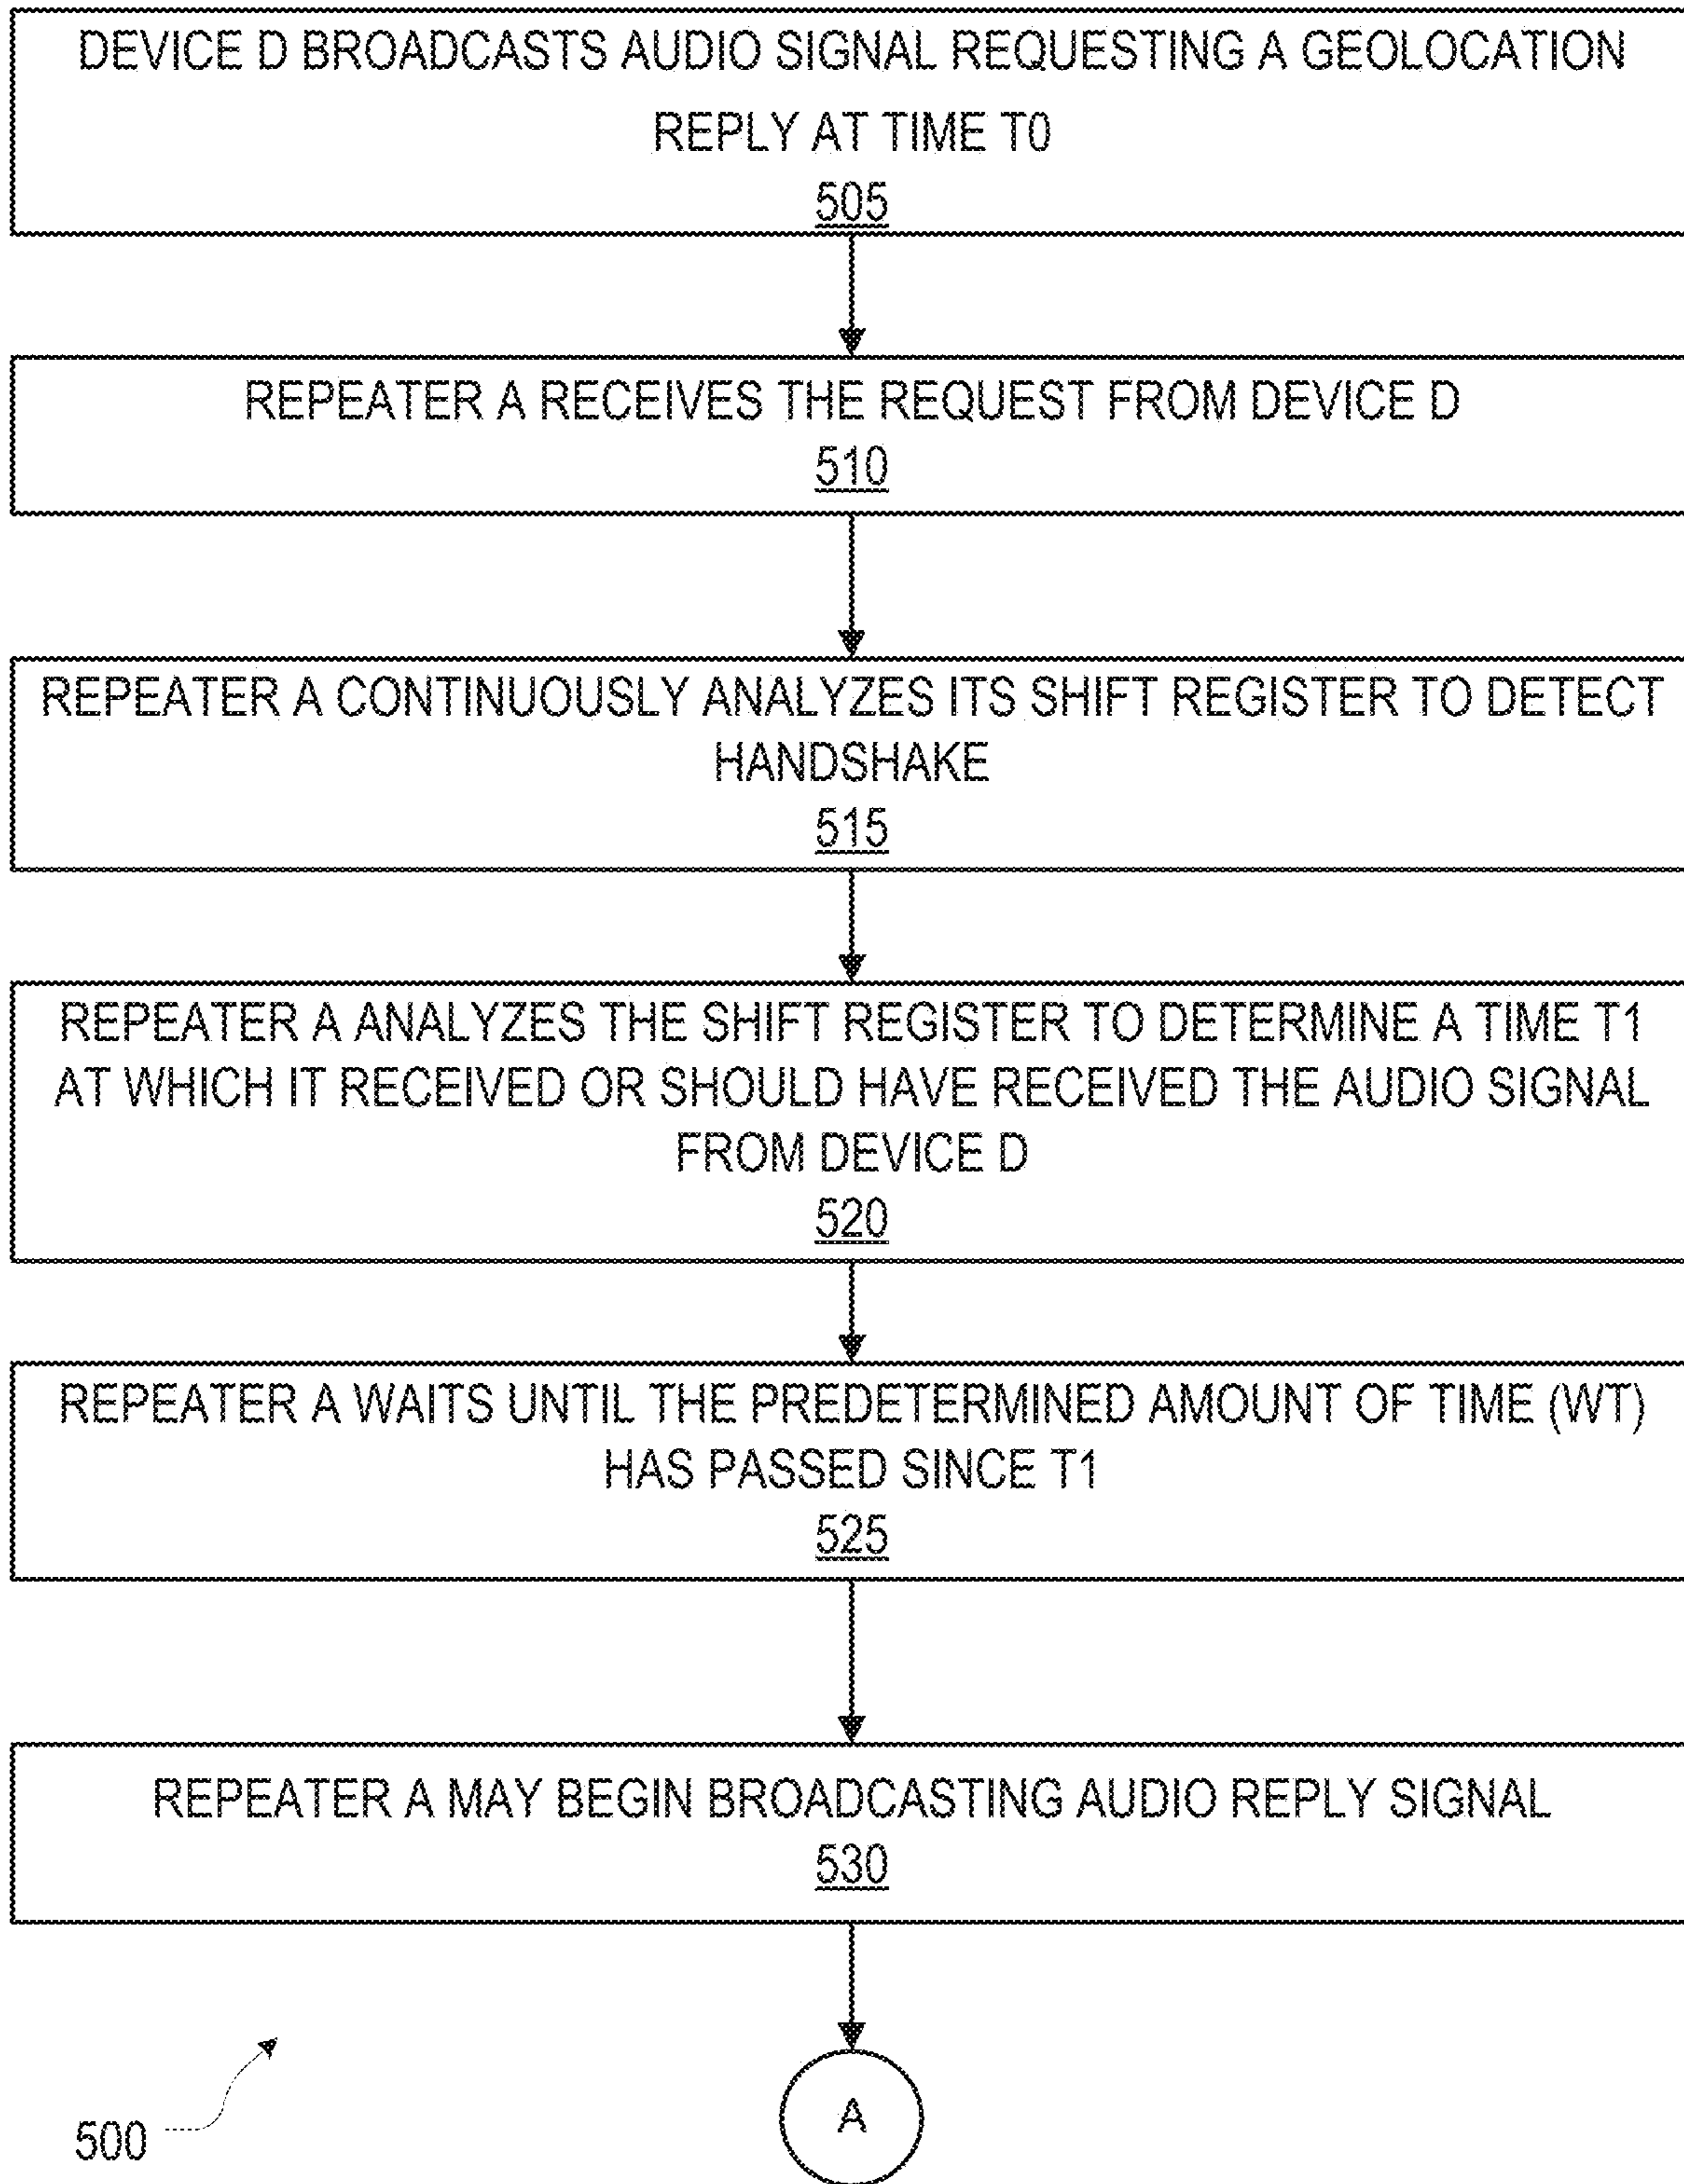 DEVICE D BROADCASTS AUDIO SIGNAL REQUESTING A GEOLOCATION
REPLY AT TIME T0
505
REPEATER A RECEIVES THE REQUEST FROM DEVICE D
510
REPEATER A CONTINUOUSLY ANALYZES ITS SHIFT REGISTER TO DETECT
HANDSHAKE
515
REPEATER A ANALYZES THE SHIFT REGISTER TO DETERMINE A TIME T1
AT WHICH IT RECEIVED OR SHOULD HAVE RECEIVED THE AUDIO SIGNAL
FROM DEVICE D
520
REPEATER A WAITS UNTIL THE PREDETERMINED AMOUNT OF TIME (WT)
HAS PASSED SINCE T1
525
REPEATER A MAY BEGIN BROADCASTING AUDIO REPLY SIGNAL
530
A
500